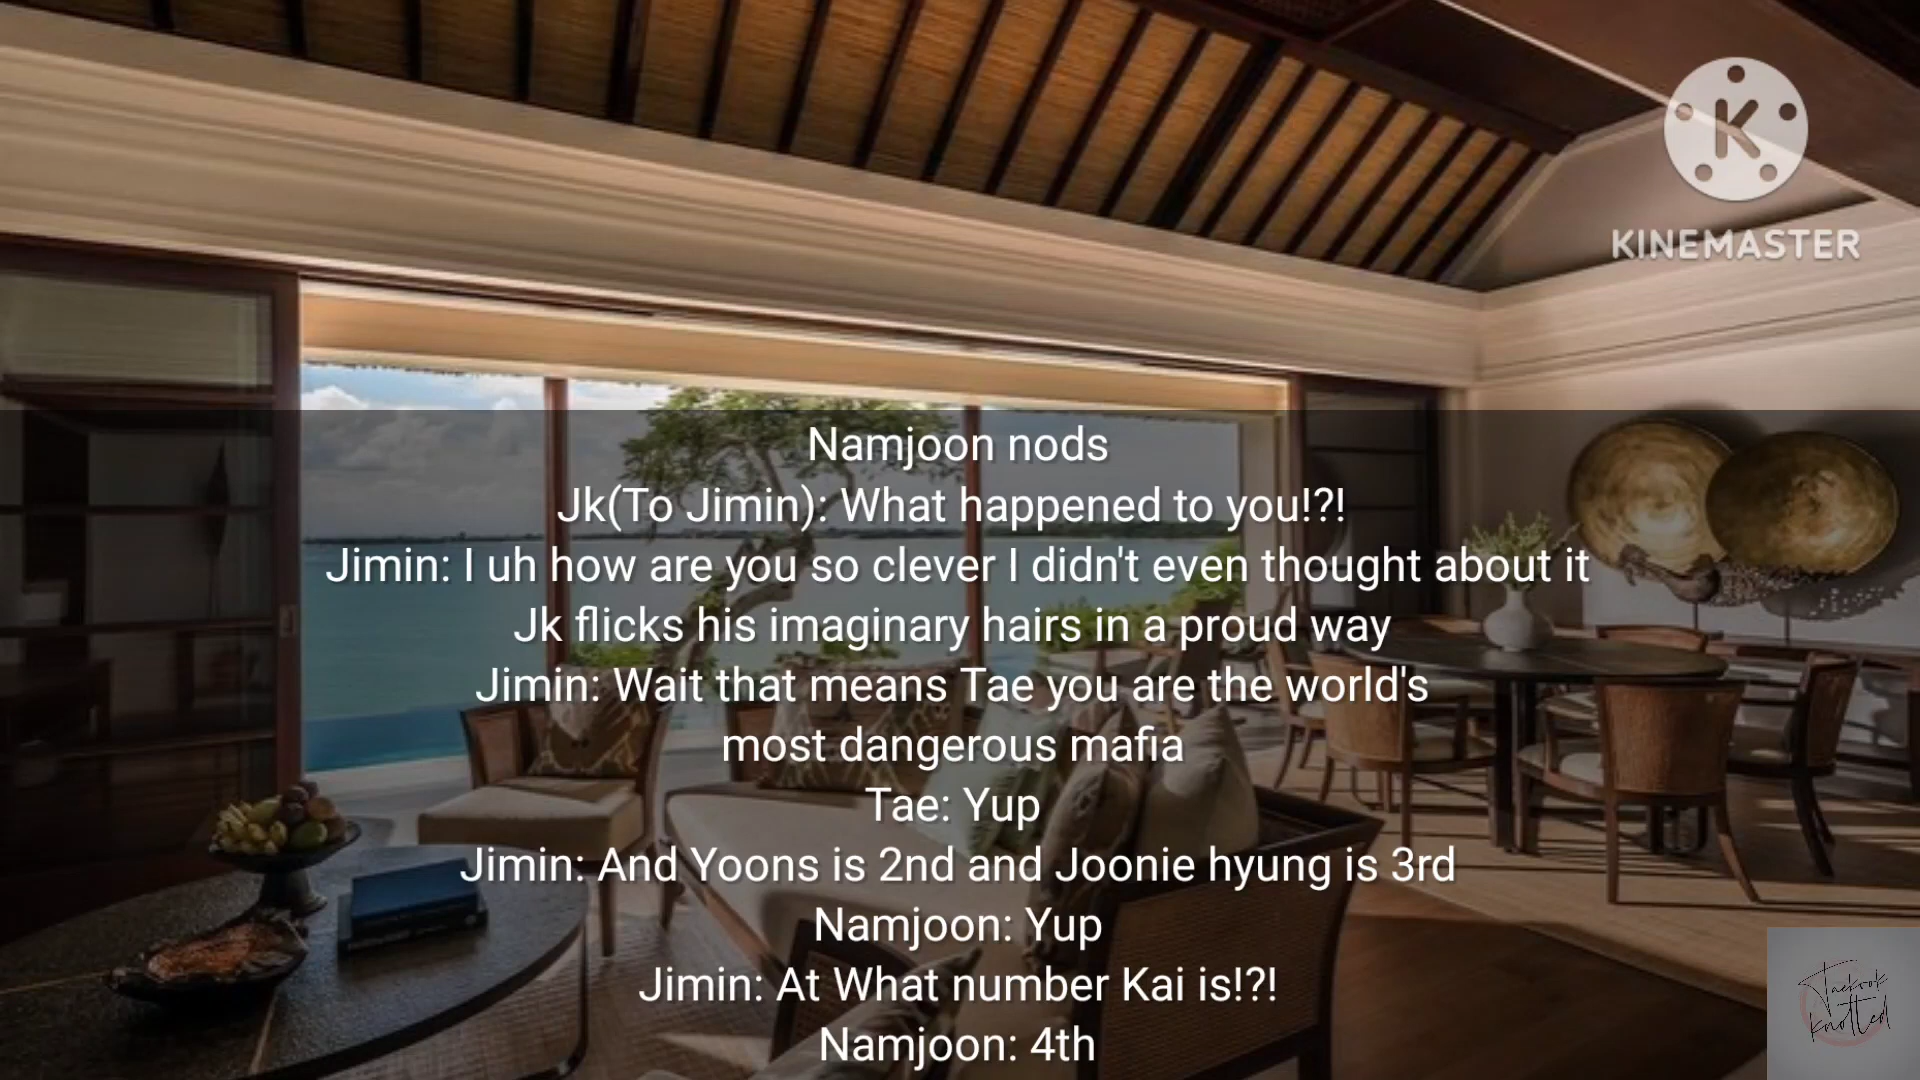 K
KINEMASTER
Namjoon nods
Jk(To Jimin): What happened to you!?!
Jimin: I uh how are you so clever I didn't even thought about it
Jk flicks his imaginary hairs in a proud way
Jimin: Wait that means Tae you are the world's
most dangerous mafia
Tae: Yup
Jimin: And Yoons is 2nd and Joonie hyung is 3rd
Namjoon: Yup
Jimin: At What number Kai is!?!
Namjoon: 4th
Taekook
knotted